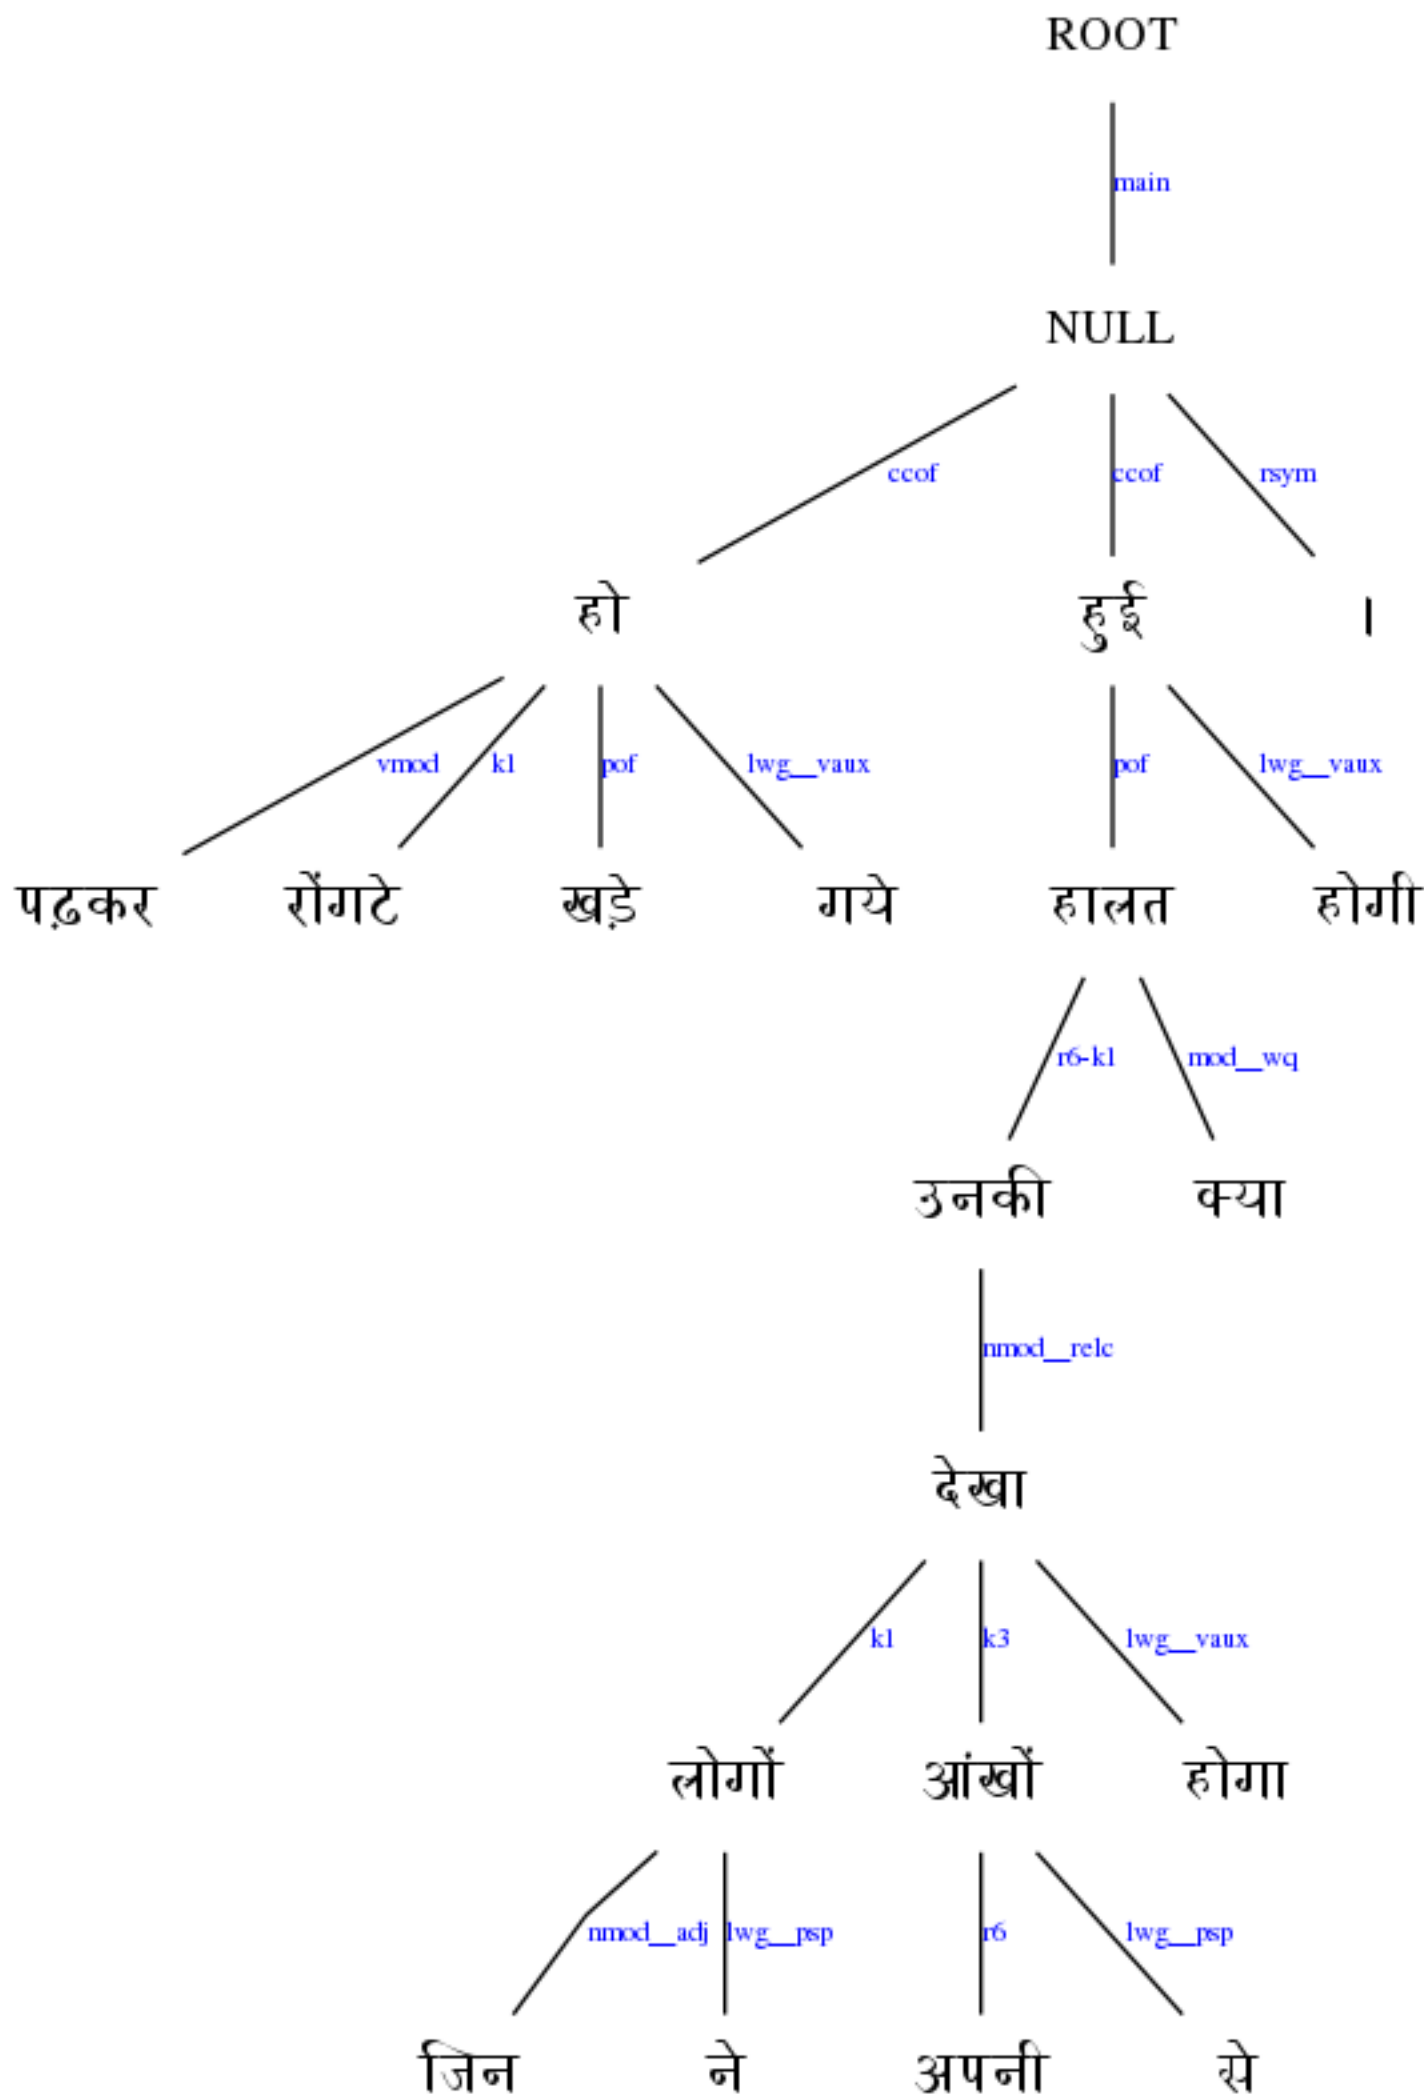 ROOT
main
NULL
ccof ccof rsym
हो हुई ।
vmod k1 pof lwg__vaux pof lwg__vaux
पढ़कर रोंगटे खड़े गये हालत होगी
r6-k1 mod__wq
उनकी क्या
nmod__relc
देखा
k1 k3 lwg__vaux
लोगों आंखों होगा
nmod__adj lwg__psp r6 lwg__psp
जिन ने अपनी से